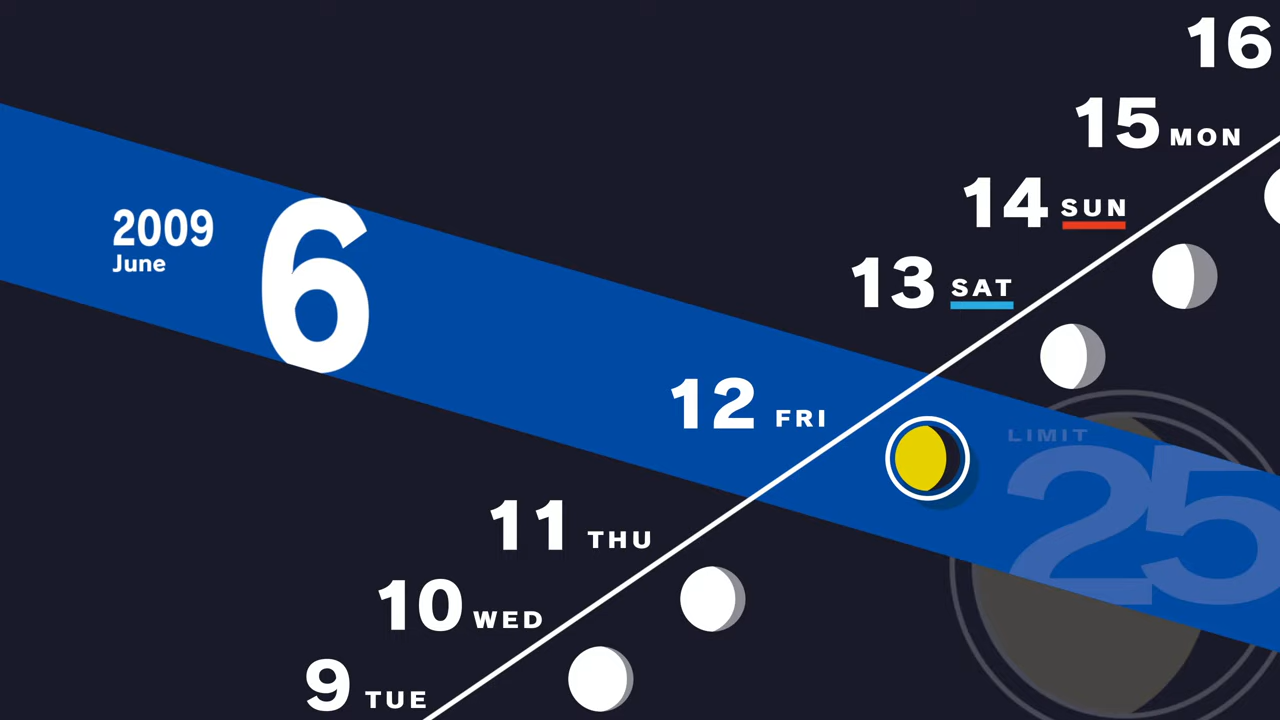 16
15 MON
14 SUN
13 SAT
2009
June
6
12 FRI
LIMIT
25
11 THU
10 WED
9 TUE